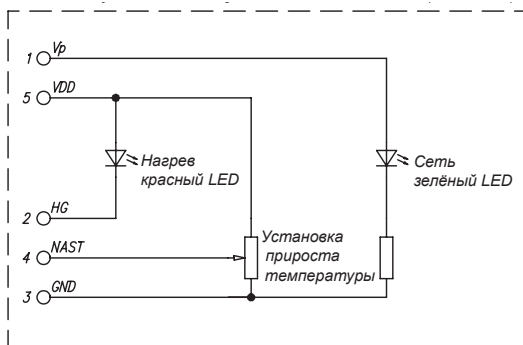 1 Vp
5 VDD
Нагрев
красный LED
Сеть
зелёный LED
2 HG
4 NAST
Установка
прироста
температуры
3 GND